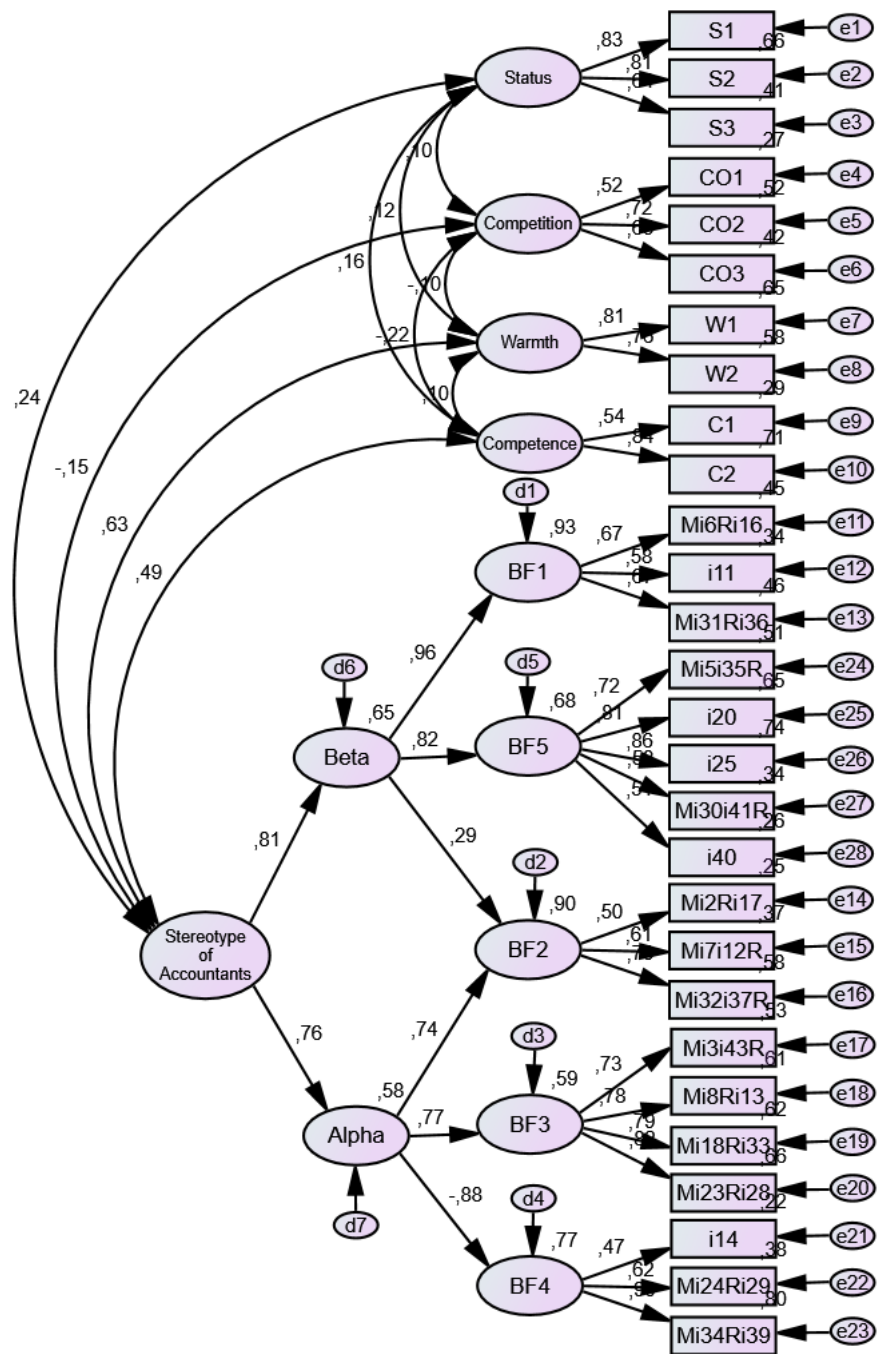 S1
,66
e1
,83
Status
,81
S2
,41
e2
S3
,27
e3
,10
CO1
,52
e4
,52
,12
,72
CO2
,42
e5
Competition
,16
CO3
,65
e6
-,10
,81
W1
,58
e7
-,22
Warmth
W2
,29
e8
,24
,10
,54
C1
,71
e9
Competence
,84
C2
,45
e10
-,15
d1
,63
,93
,67
Mi6Ri16
,34
e11
,49
BF1
,58
i11
,46
e12
Mi31Ri36
,51
e13
,96
d6
d5
,68
,72
Mi5i35R
,65
e24
,65
,81
i20
,74
e25
Beta
,82
BF5
,86
i25
,34
e26
Mi30i41R
,26
e27
,81
,29
i40
,25
e28
d2
,90
,50
Mi2Ri17
,37
e14
Stereotype
of
Accountants
BF2
,61
Mi7i12R
,58
e15
Mi32i37R
,53
e16
,76
,74
d3
,59
,73
Mi3i43R
,61
e17
,58
,78
Mi8Ri13
,62
e18
Alpha
,77
BF3
,79
Mi18Ri33
,66
e19
Mi23Ri28
,22
e20
-,88
d4
d7
,77
,47
i14
,38
e21
BF4
,62
Mi24Ri29
,80
e22
Mi34Ri39
e23